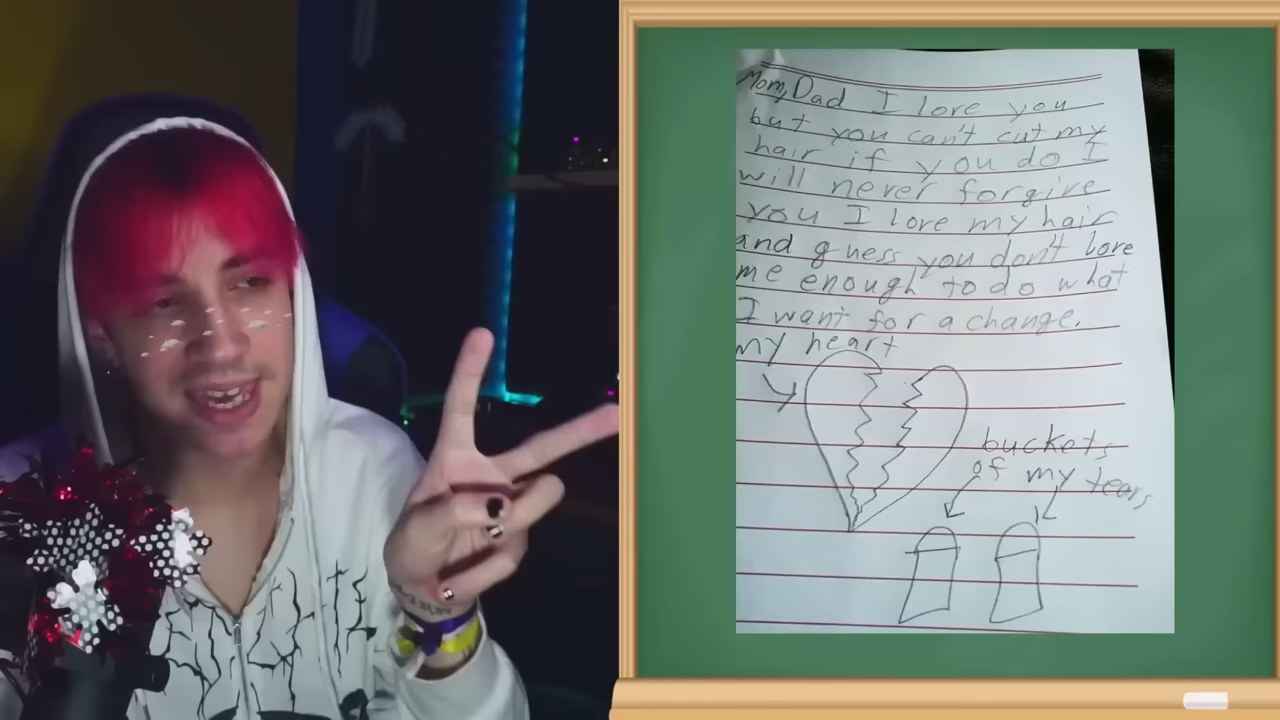 Mom, Dad I love you
but you can't cut my
hair if you do I
will never forgive
you I love my hair
and guess you don't love
me enough to do what
I want for a change.
my heart
buckets
of my tears